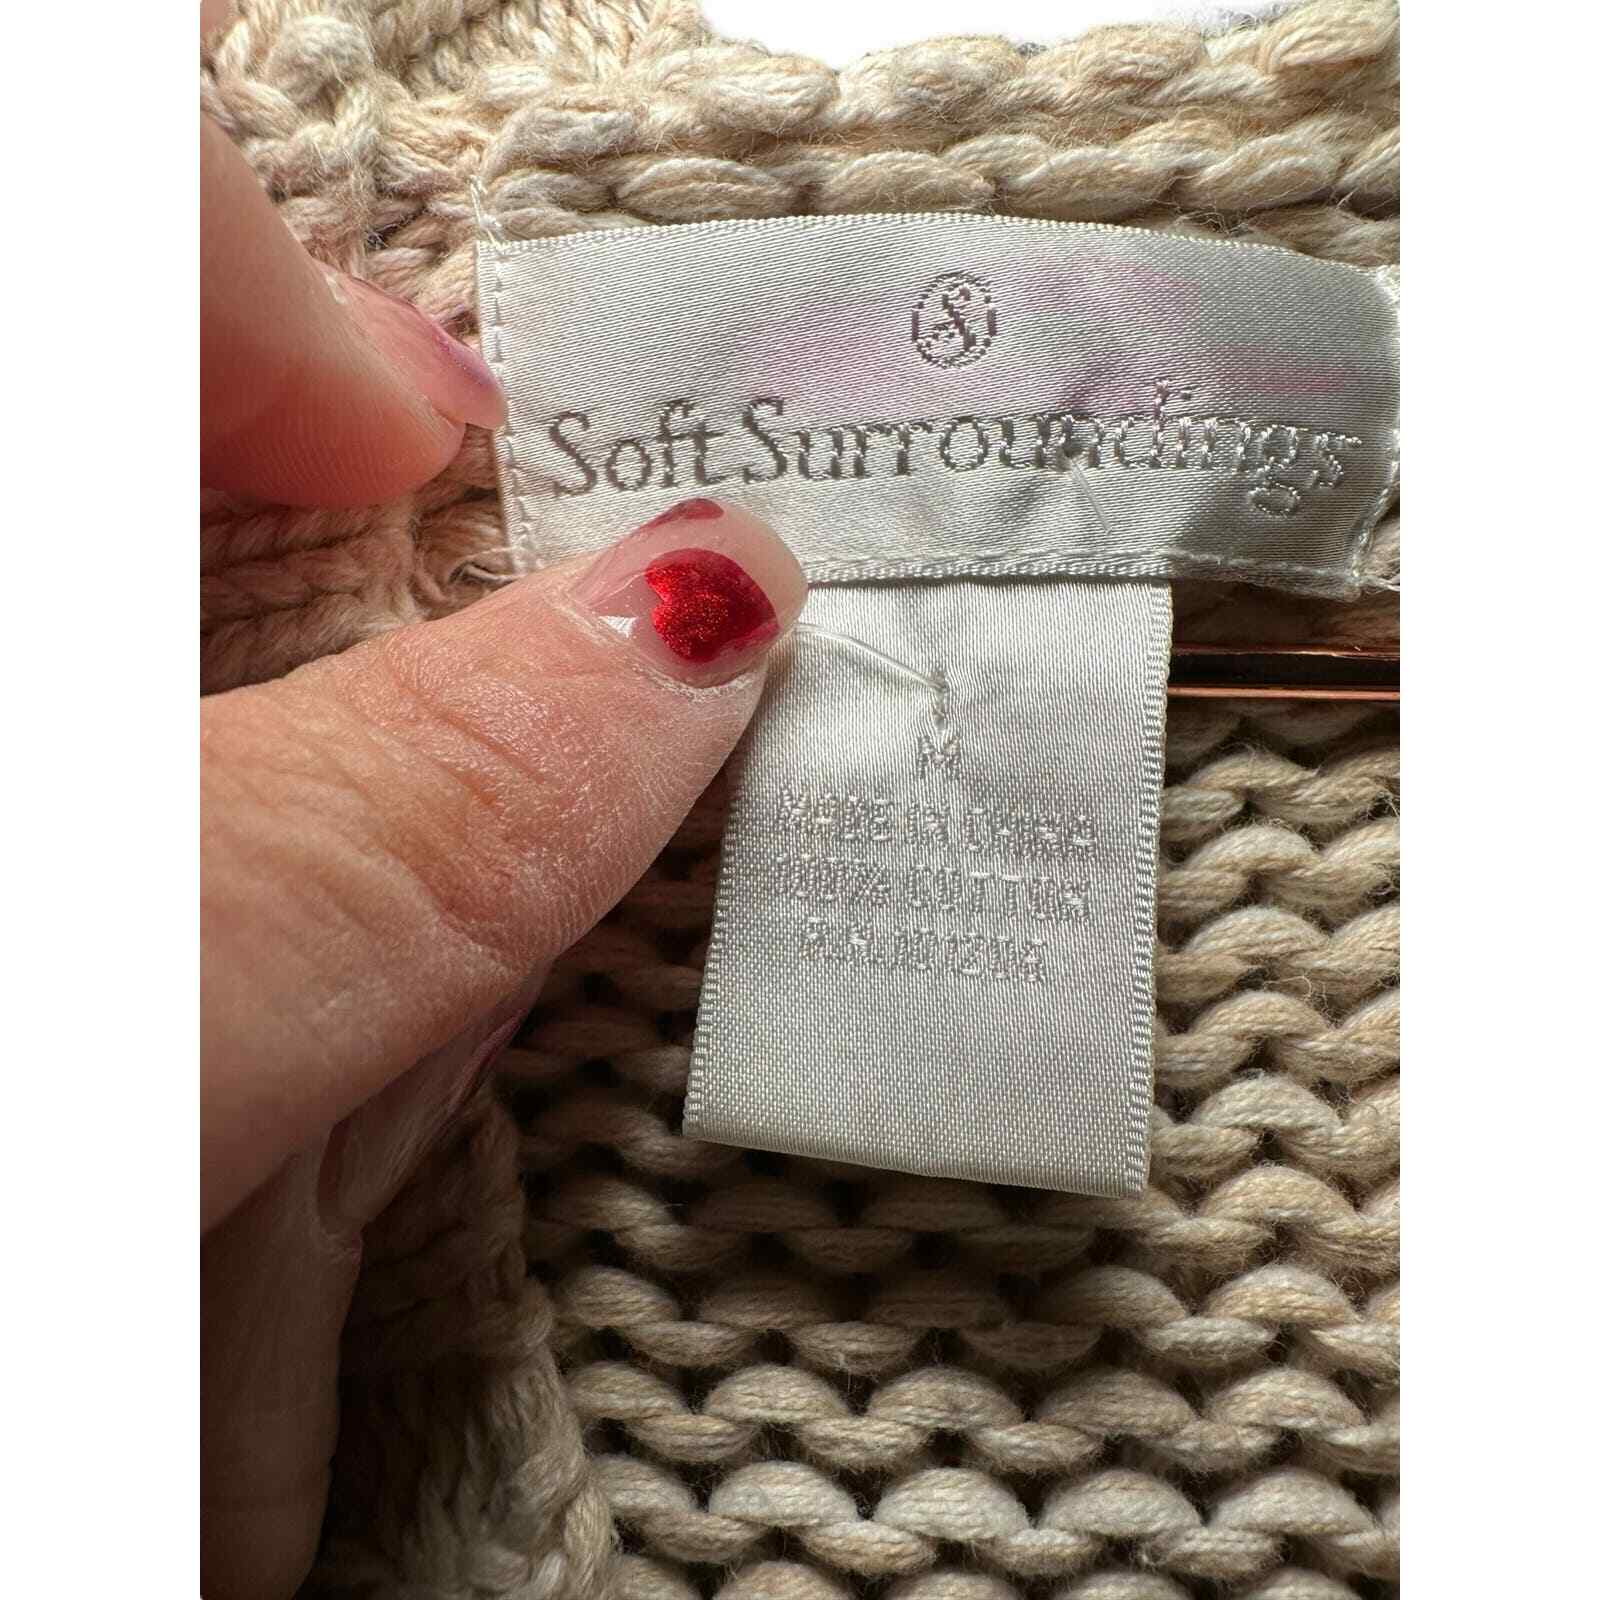 S
Soft Surroundings
M
MADE IN CHINA
100% COTTON